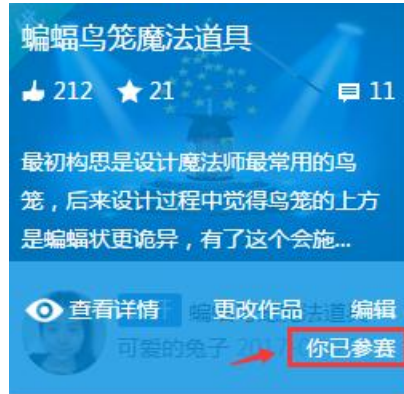 蝙蝠鸟笼魔法道具
212 21 11
最初构思是设计魔法师最常用的鸟
笼，后来设计过程中觉得鸟笼的上方
是蝙蝠状更诡异，有了这个会施...
查看详情 更改作品 编辑
可爱的兔子 2017 你已参赛